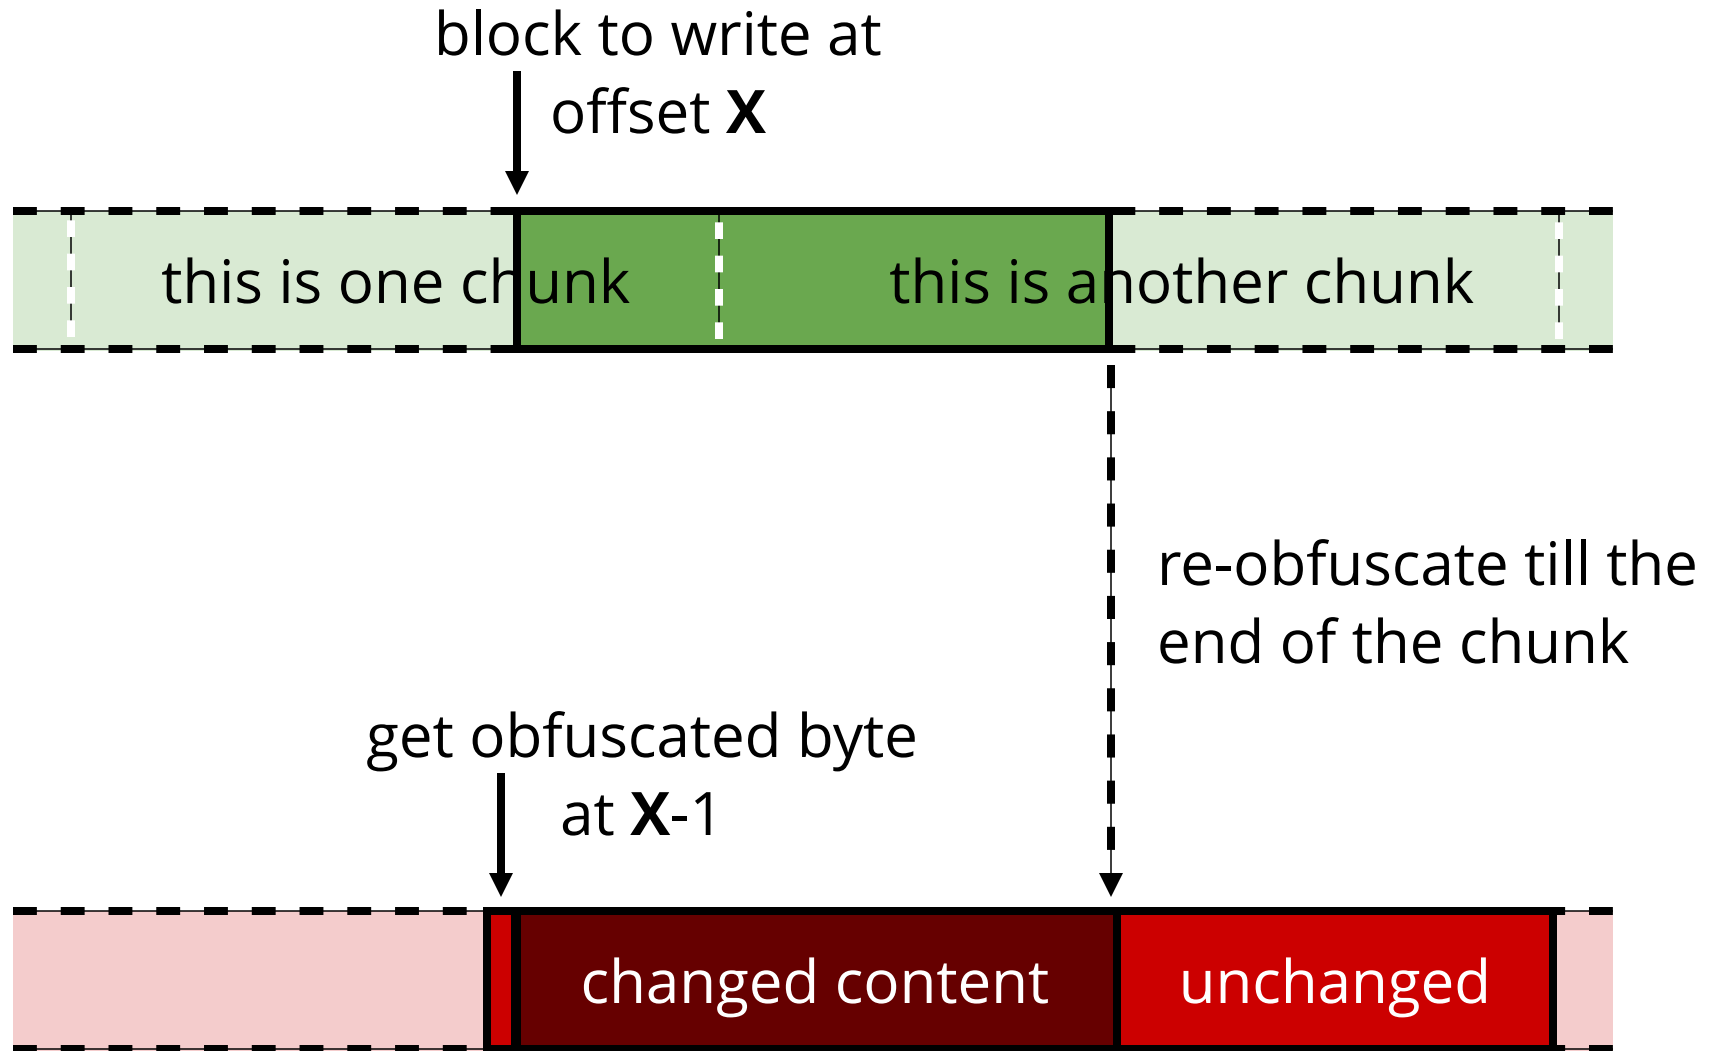 block to write at
offset X
this is one chunk
this is another chunk
re-obfuscate till the
end of the chunk
get obfuscated byte
at X-1
changed content
unchanged